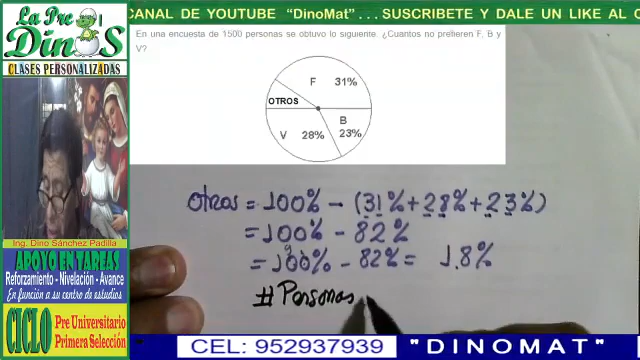 La Pre
Dinos
CLASES PERSONALIZADAS
CANAL DE YOUTUBE "DinoMat" SUSCRIBETE Y DALE UN LIKE AL C
En una encuesta de 1500 personas se obtuvo lo siguiente. ¿Cuantos no prefieren F, B y
V?
F 31%
OTROS
B
V 28% 23%
Otros = 100% - (31% + 28% + 23%)
= 100% - 82%
= 100% - 82% = 18%
# Personas
Ing. Dino Sánchez Padilla
APOYO EN TAREAS
Reforzamiento - Nivelación - Avance
En función a su centro de estudios
CICLO Pre Universitario
Primera Selección
CEL: 952937939 "DINOMAT"